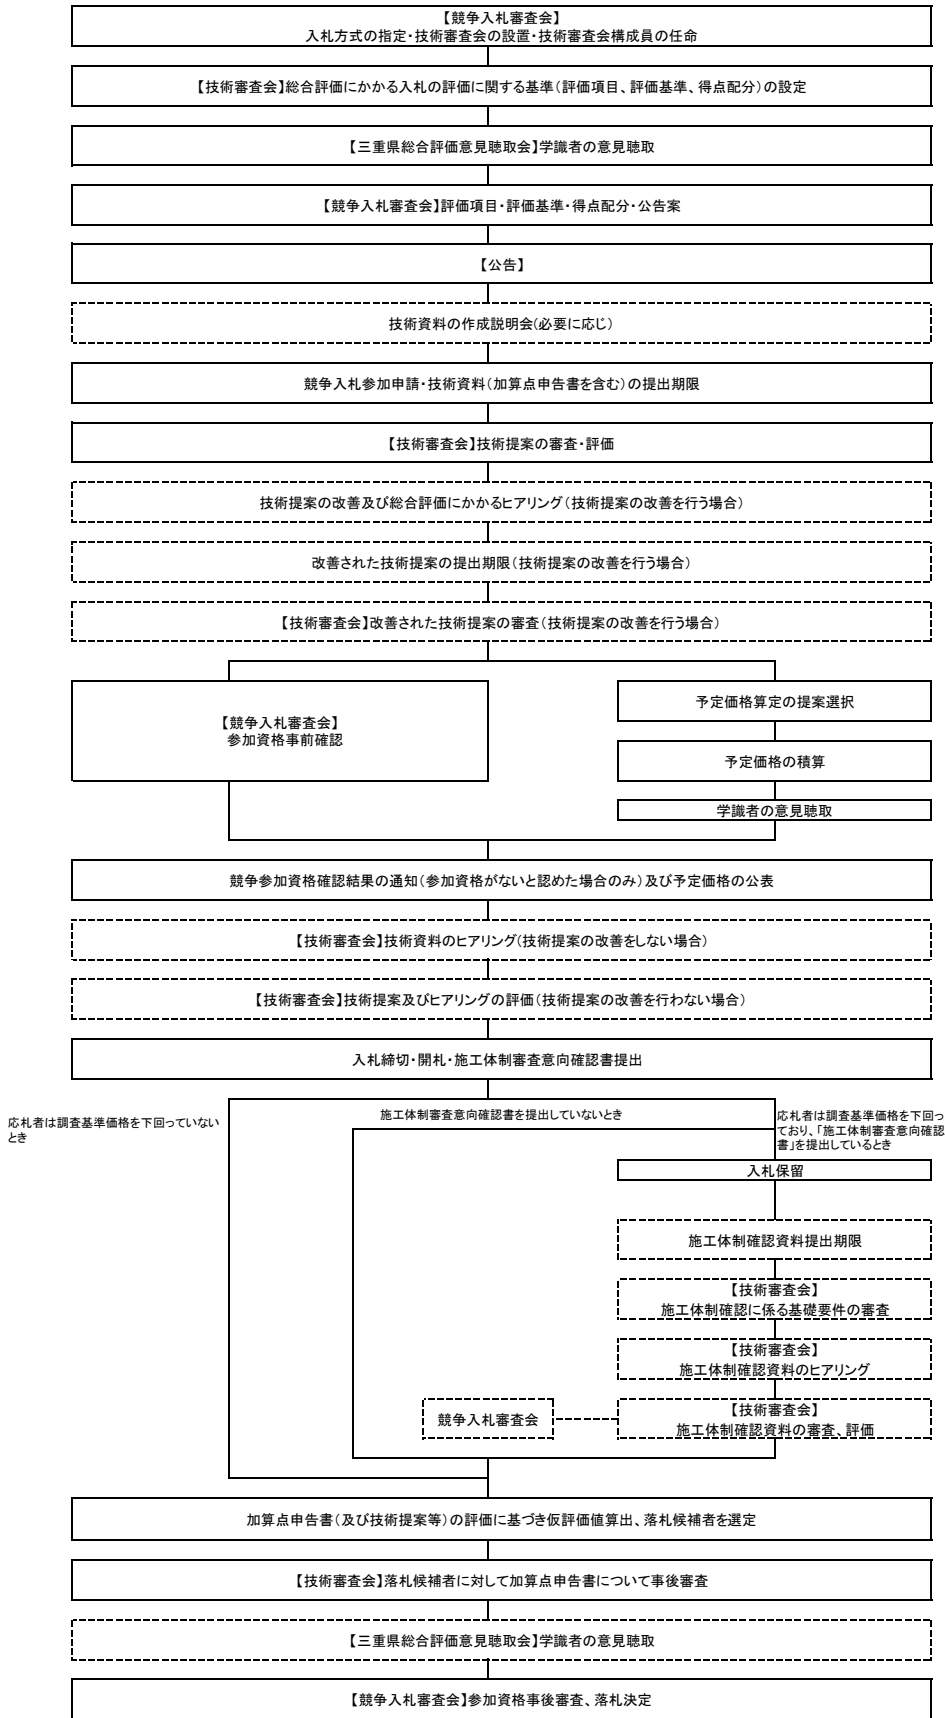 【競争入札審査会】
入札方式の指定・技術審査会の設置・技術審査会構成員の任命
【技術審査会】総合評価にかかる入札の評価に関する基準(評価項目、評価基準、得点配分)の設定
【三重県総合評価意見聴取会】学識者の意見聴取
【競争入札審査会】評価項目・評価基準・得点配分・公告案
【公告】
技術資料の作成説明会(必要に応じ)
競争入札参加申請・技術資料(加算点申告書を含む)の提出期限
【技術審査会】技術提案の審査・評価
技術提案の改善及び総合評価にかかるヒアリング(技術提案の改善を行う場合)
改善された技術提案の提出期限(技術提案の改善を行う場合)
【技術審査会】改善された技術提案の審査(技術提案の改善を行う場合)
【競争入札審査会】
参加資格事前確認
予定価格算定の提案選択
予定価格の積算
学識者の意見聴取
競争参加資格確認結果の通知(参加資格がないと認めた場合のみ)及び予定価格の公表
【技術審査会】技術資料のヒアリング(技術提案の改善をしない場合)
【技術審査会】技術提案及びヒアリングの評価(技術提案の改善を行わない場合)
入札締切・開札・施工体制審査意向確認書提出
応札者は調査基準価格を下回っていない
とき
施工体制審査意向確認書を提出していないとき
応札者は調査基準価格を下回っ
ており、「施工体制審査意向確認
書」を提出しているとき
入札保留
施工体制確認資料提出期限
【技術審査会】
施工体制確認に係る基礎要件の審査
【技術審査会】
施工体制確認資料のヒアリング
競争入札審査会
【技術審査会】
施工体制確認資料の審査、評価
加算点申告書(及び技術提案等)の評価に基づき仮評価値算出、落札候補者を選定
【技術審査会】落札候補者に対して加算点申告書について事後審査
【三重県総合評価意見聴取会】学識者の意見聴取
【競争入札審査会】参加資格事後審査、落札決定